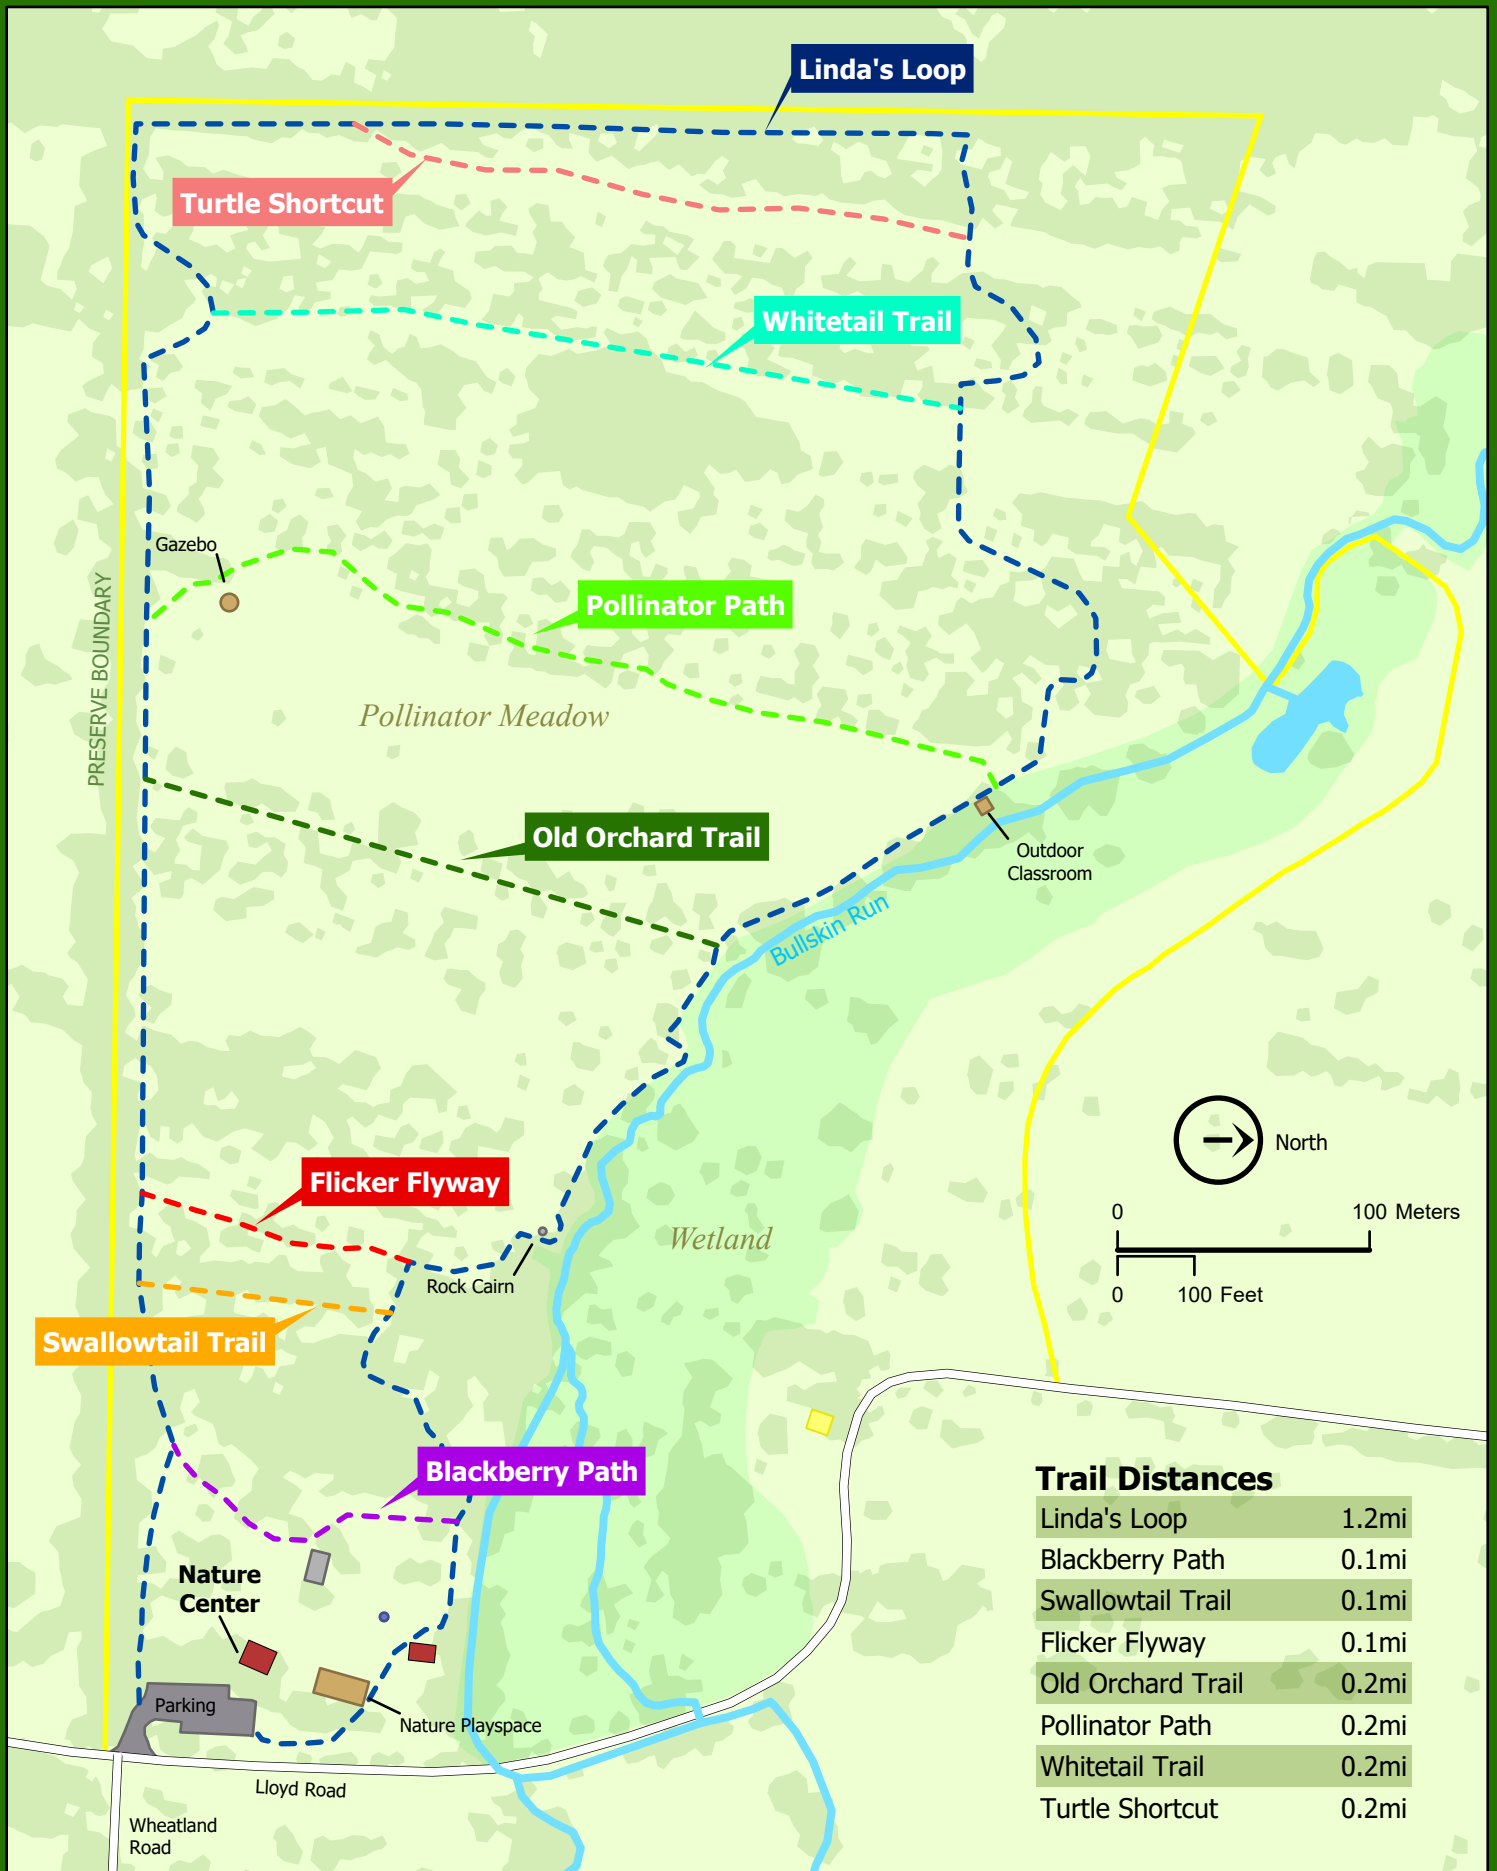 Linda's Loop
Turtle Shortcut
Whitetail Trail
Gazebo
Pollinator Path
PRESERVE BOUNDARY
Pollinator Meadow
Old Orchard Trail
Outdoor
Classroom
Bullskin Run
North
Flicker Flyway
0
100 Meters
Wetland
Rock Cairn
0
100 Feet
Swallowtail Trail
Blackberry Path
Trail Distances
Linda's Loop 1.2mi
Blackberry Path 0.1mi
Swallowtail Trail 0.1mi
Flicker Flyway 0.1mi
Old Orchard Trail 0.2mi
Pollinator Path 0.2mi
Whitetail Trail 0.2mi
Turtle Shortcut 0.2mi
Nature
Center
Parking
Nature Playspace
Lloyd Road
Wheatland
Road